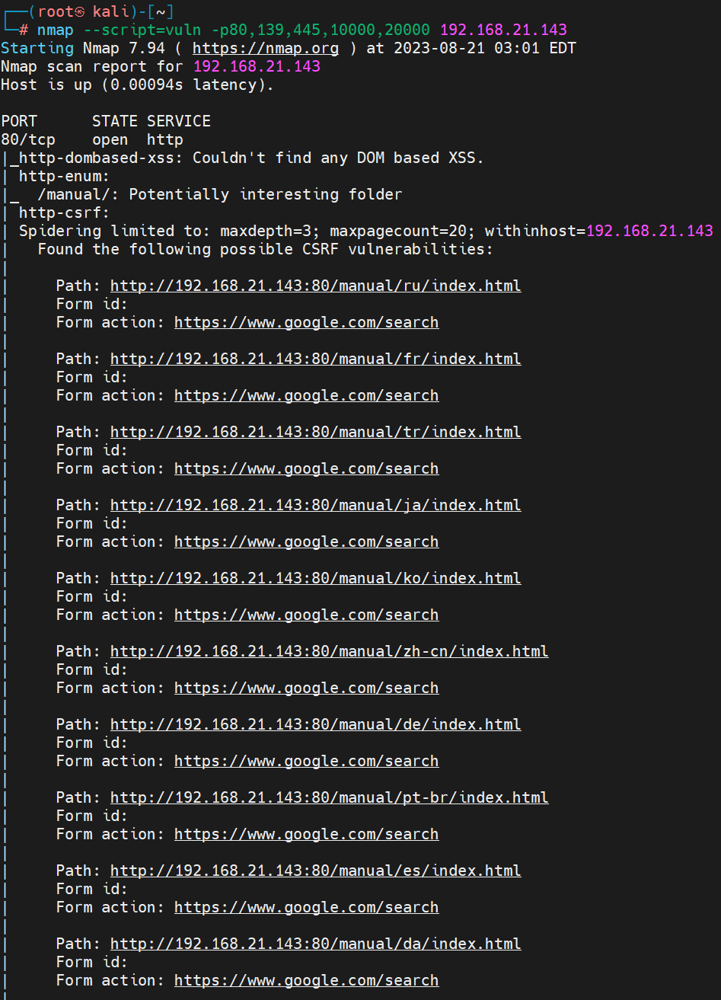 ┌──(root㉿ kali)-[~]
└─# nmap --script=vuln -p80,139,445,10000,20000 192.168.21.143
Starting Nmap 7.94 ( https://nmap.org ) at 2023-08-21 03:01 EDT
Nmap scan report for 192.168.21.143
Host is up (0.00094s latency).

PORT      STATE SERVICE
80/tcp    open  http
|_http-dombased-xss: Couldn't find any DOM based XSS.
| http-enum:
|_  /manual/: Potentially interesting folder
| http-csrf:
| Spidering limited to: maxdepth=3; maxpagecount=20; withinhost=192.168.21.143
|   Found the following possible CSRF vulnerabilities:
|
|     Path: http://192.168.21.143:80/manual/ru/index.html
|     Form id:
|     Form action: https://www.google.com/search
|
|     Path: http://192.168.21.143:80/manual/fr/index.html
|     Form id:
|     Form action: https://www.google.com/search
|
|     Path: http://192.168.21.143:80/manual/tr/index.html
|     Form id:
|     Form action: https://www.google.com/search
|
|     Path: http://192.168.21.143:80/manual/ja/index.html
|     Form id:
|     Form action: https://www.google.com/search
|
|     Path: http://192.168.21.143:80/manual/ko/index.html
|     Form id:
|     Form action: https://www.google.com/search
|
|     Path: http://192.168.21.143:80/manual/zh-cn/index.html
|     Form id:
|     Form action: https://www.google.com/search
|
|     Path: http://192.168.21.143:80/manual/de/index.html
|     Form id:
|     Form action: https://www.google.com/search
|
|     Path: http://192.168.21.143:80/manual/pt-br/index.html
|     Form id:
|     Form action: https://www.google.com/search
|
|     Path: http://192.168.21.143:80/manual/es/index.html
|     Form id:
|     Form action: https://www.google.com/search
|
|     Path: http://192.168.21.143:80/manual/da/index.html
|     Form id:
|     Form action: https://www.google.com/search
|